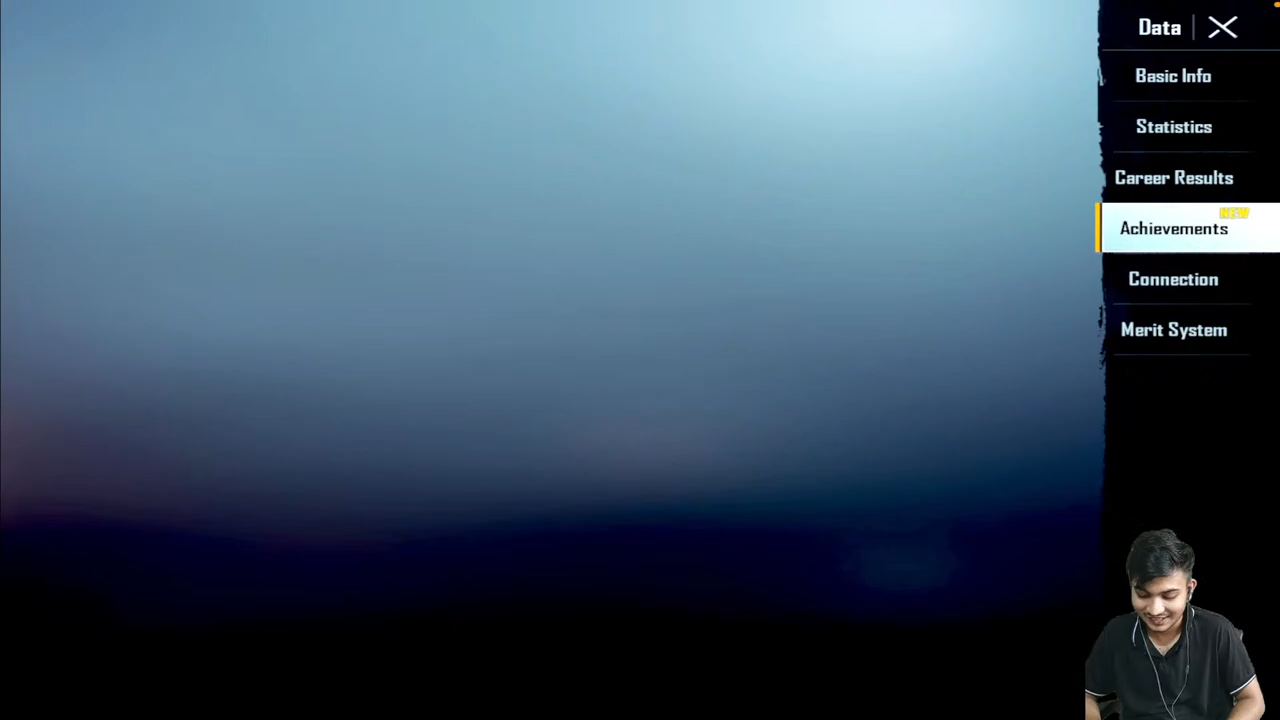 Data
Basic Info
Statistics
Career Results
NEW
Achievements
Connection
Merit System